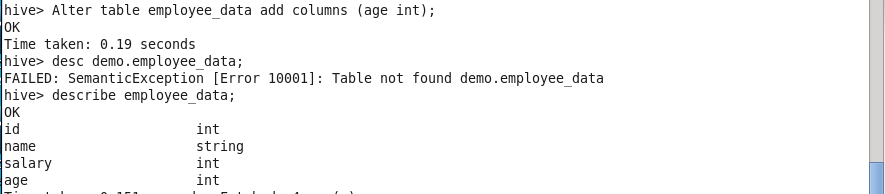 hive> Alter table employee_data add columns (age int);
OK
Time taken: 0.19 seconds
hive> desc demo.employee_data;
FAILED: SemanticException [Error 10001]: Table not found demo.employee_data
hive> describe employee_data;
OK
id int
name string
salary int
age int